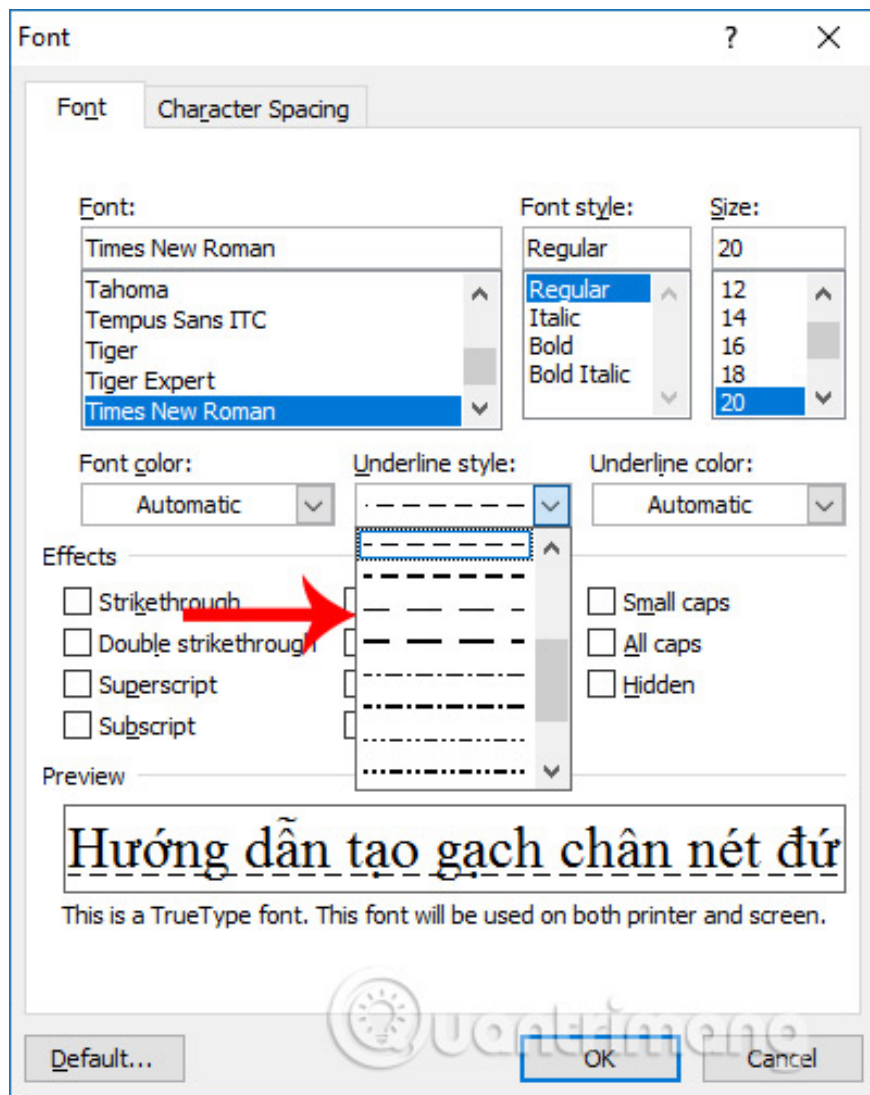 Font ?
Font Character Spacing
Font: Font style: Size:
Times New Roman Regular 20
Tahoma Regular 12
Tempus Sans ITC Italic 14
Tiger Bold 16
Tiger Expert Bold Italic 18
Times New Roman 20
Font color: Underline style: Underline color:
Automatic Automatic
Effects
Strikethrough Small caps
Double strikethrough All caps
Superscript Hidden
Subscript
Preview
Hướng dẫn tạo gạch chân nét đứ
This is a TrueType font. This font will be used on both printer and screen.
Quantrimang
Default... OK Cancel